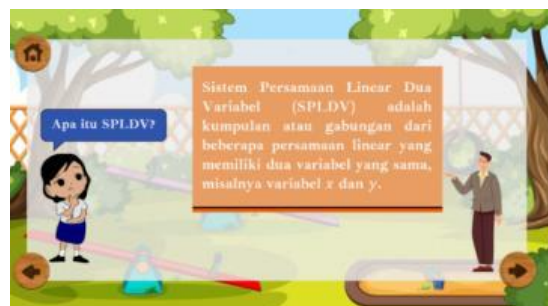 Apa itu SPLDV?
Sistem Persamaan Linear Dua
Variabel (SPLDV) adalah
kumpulan atau gabungan dari
beberapa persamaan linear yang
memiliki dua variabel yang sama,
misalnya variabel x dan y.